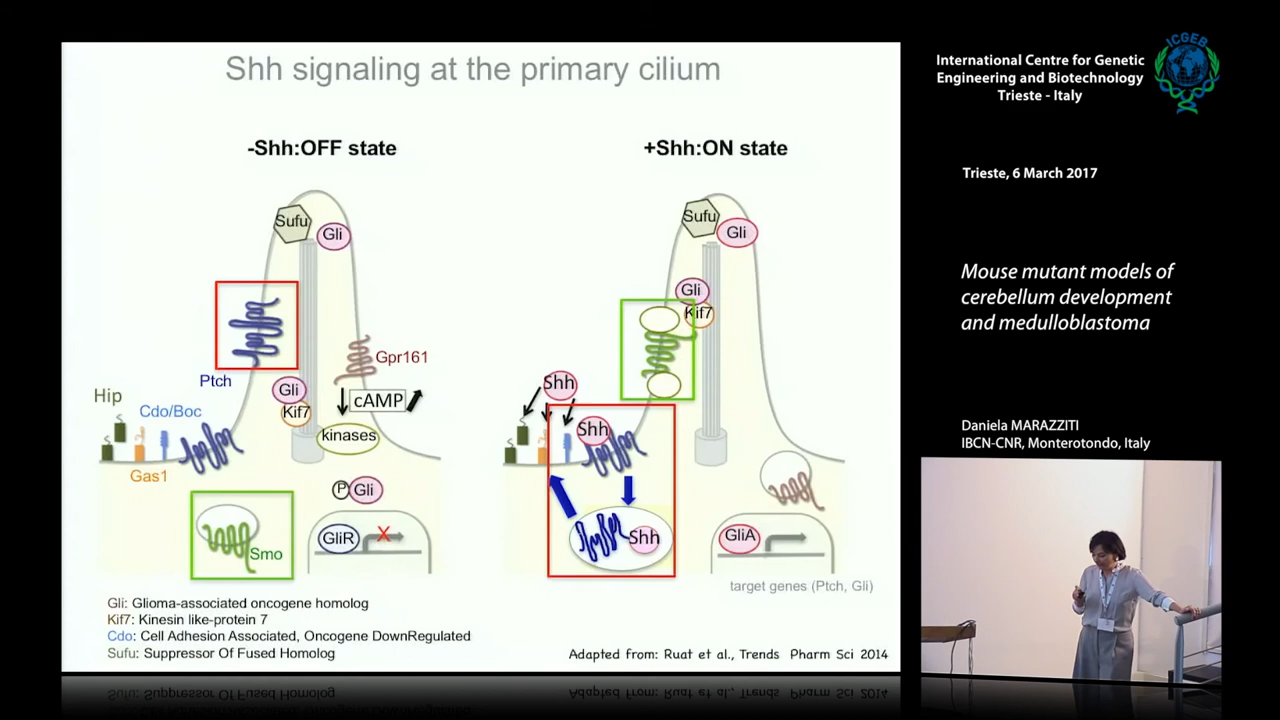 Shh signaling at the primary cilium
-Shh:OFF state
+Shh:ON state
Sufu
Gli
Ptch
Gpr161
Gli
Kif7
cAMP
kinases
Hip
Cdo/Boc
Gas1
P
Gli
Smo
GliR
X
Sufu
Gli
Gli
Kif7
Shh
Shh
Shh
GliA
target genes (Ptch, Gli)
Gli: Glioma-associated oncogene homolog
Kif7: Kinesin like-protein 7
Cdo: Cell Adhesion Associated, Oncogene DownRegulated
Sufu: Suppressor Of Fused Homolog
Adapted from: Ruat et al., Trends Pharm Sci 2014
International Centre for Genetic
Engineering and Biotechnology
Trieste - Italy
ICGEB
Trieste, 6 March 2017
Mouse mutant models of
cerebellum development
and medulloblastoma
Daniela MARAZZITI
IBCN-CNR, Monterotondo, Italy